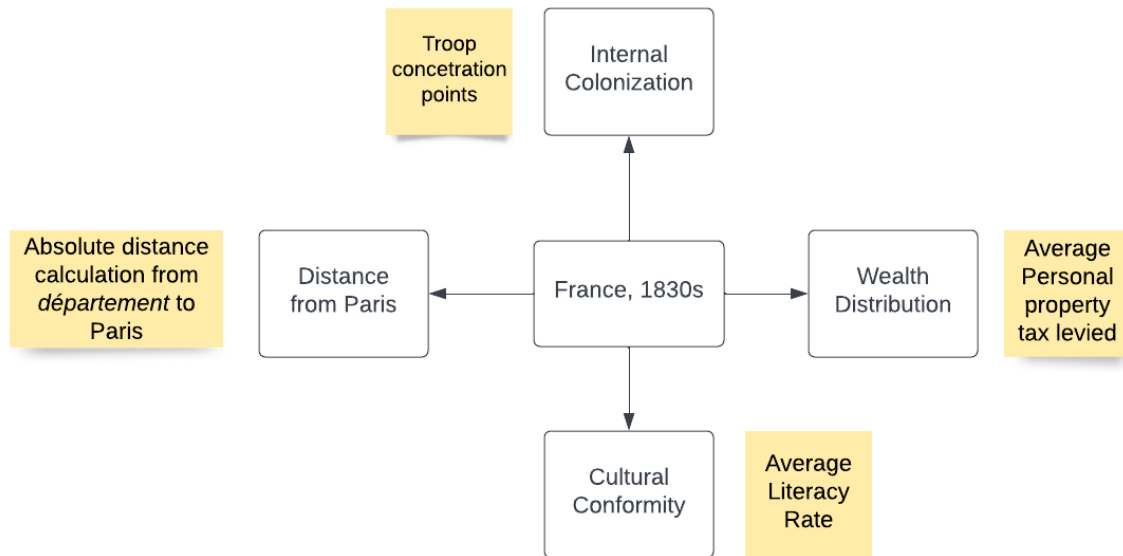 Troop
concetration
points
Internal
Colonization
Absolute distance
calculation from
département to
Paris
Distance
from Paris
France, 1830s
Wealth
Distribution
Average
Personal
property
tax levied
Cultural
Conformity
Average
Literacy
Rate